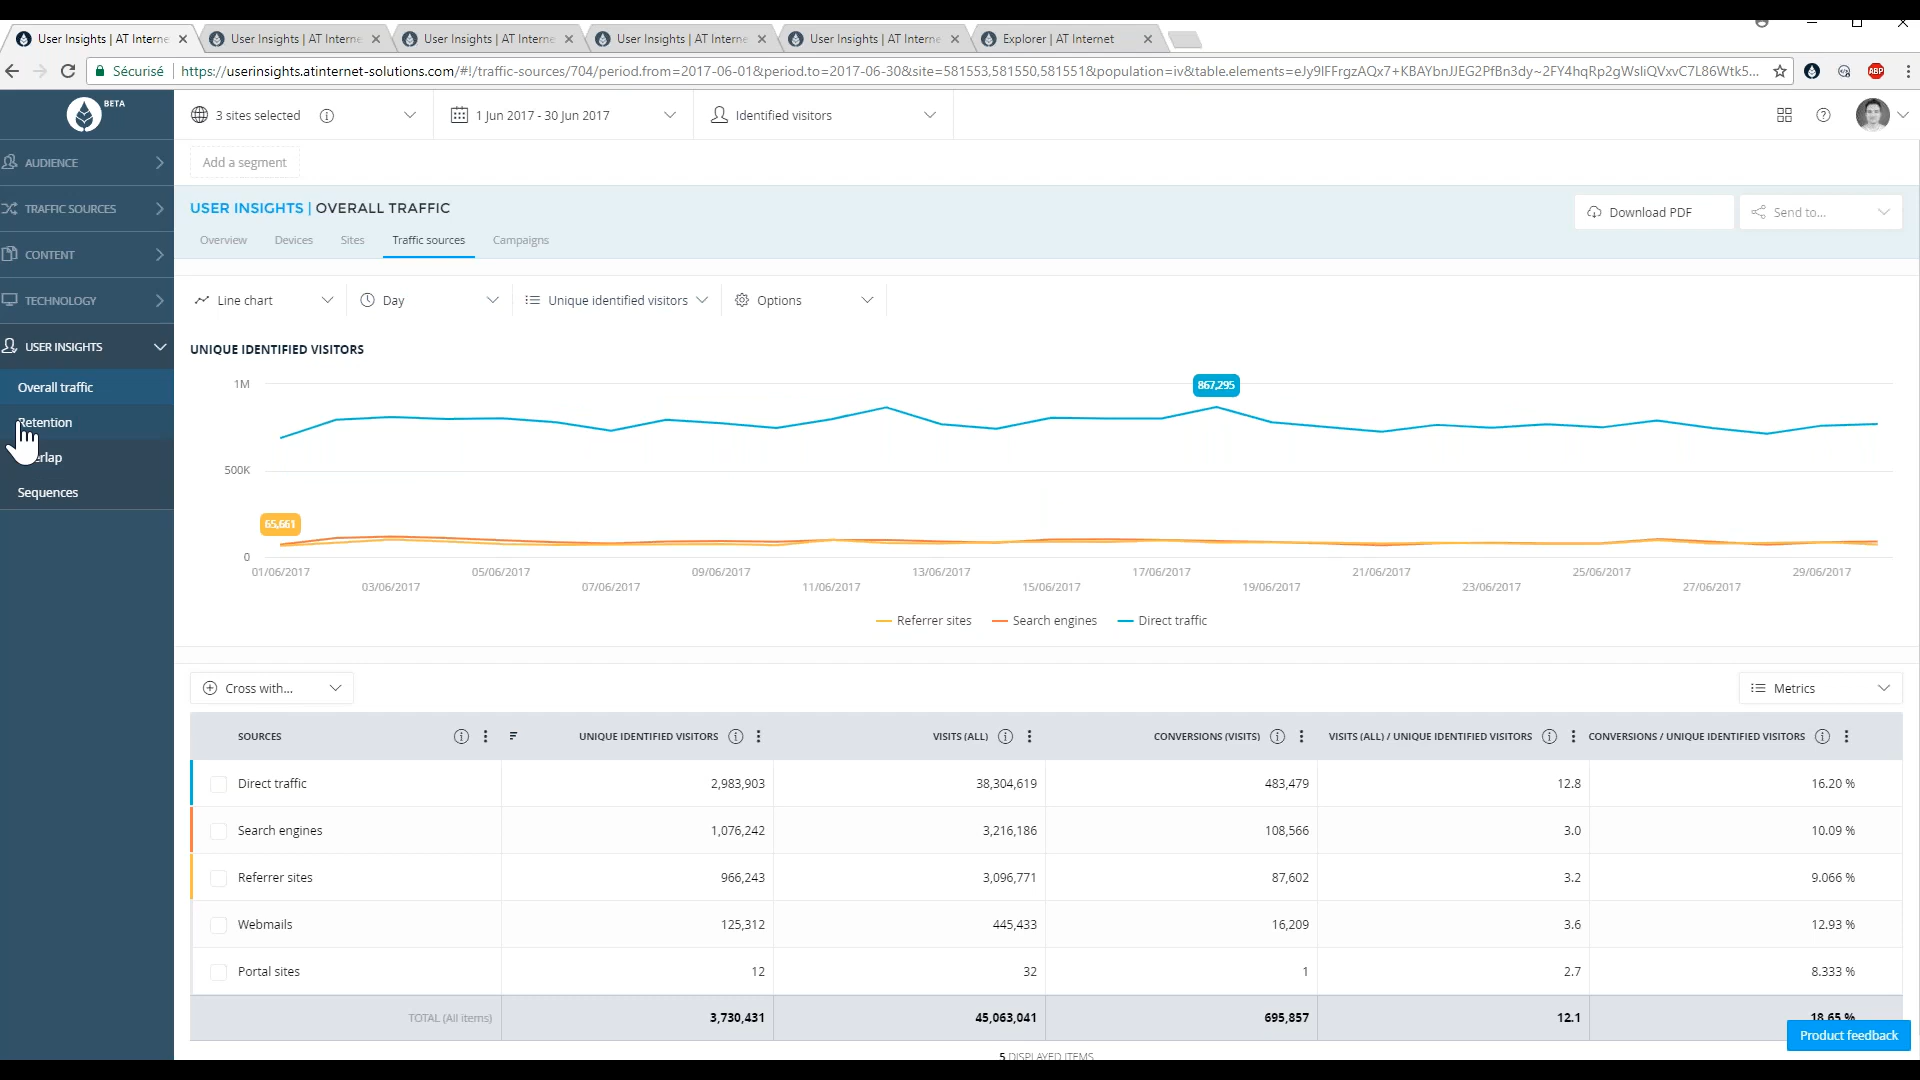 User Insights | AT Interne
User Insights | AT Interne
User Insights | AT Interne
User Insights | AT Interne
User Insights | AT Interne
Explorer | AT Internet
Sécurisé
https://userinsights.atinternet-solutions.com/#!/traffic-sources/704/period.from=2017-06-01&period.to=2017-06-30&site=581553,581550,581551&population=iv&table.elements=eJy9IFFrgzAQx7+KBAYbnJJEG2PfBn3dy~2FY4hqRp2gWsliQVxvC7L86Wtk5...
ABP
BETA
3 sites selected
1 Jun 2017 - 30 Jun 2017
Identified visitors
AUDIENCE
TRAFFIC SOURCES
CONTENT
TECHNOLOGY
USER INSIGHTS
Overall traffic
Retention
Sequences
Add a segment
USER INSIGHTS | OVERALL TRAFFIC
Download PDF
Send to...
Overview
Devices
Sites
Traffic sources
Campaigns
Line chart
Day
Unique identified visitors
Options
UNIQUE IDENTIFIED VISITORS
1M
500K
0
867,295
65,661
01/06/2017
03/06/2017
05/06/2017
07/06/2017
09/06/2017
11/06/2017
13/06/2017
15/06/2017
17/06/2017
19/06/2017
21/06/2017
23/06/2017
25/06/2017
27/06/2017
29/06/2017
Referrer sites
Search engines
Direct traffic
Cross with...
Metrics
SOURCES UNIQUE IDENTIFIED VISITORS VISITS (ALL) CONVERSIONS (VISITS) VISITS (ALL) / UNIQUE IDENTIFIED VISITORS CONVERSIONS / UNIQUE IDENTIFIED VISITORS
Direct traffic 2,983,903 38,304,619 483,479 12.8 16.20 %
Search engines 1,076,242 3,216,186 108,566 3.0 10.09 %
Referrer sites 966,243 3,096,771 87,602 3.2 9.066 %
Webmails 125,312 445,433 16,209 3.6 12.93 %
Portal sites 12 32 1 2.7 8.333 %
TOTAL (All items) 3,730,431 45,063,041 695,857 12.1 18.65 %
Product feedback
5 DISPLAYED ITEMS